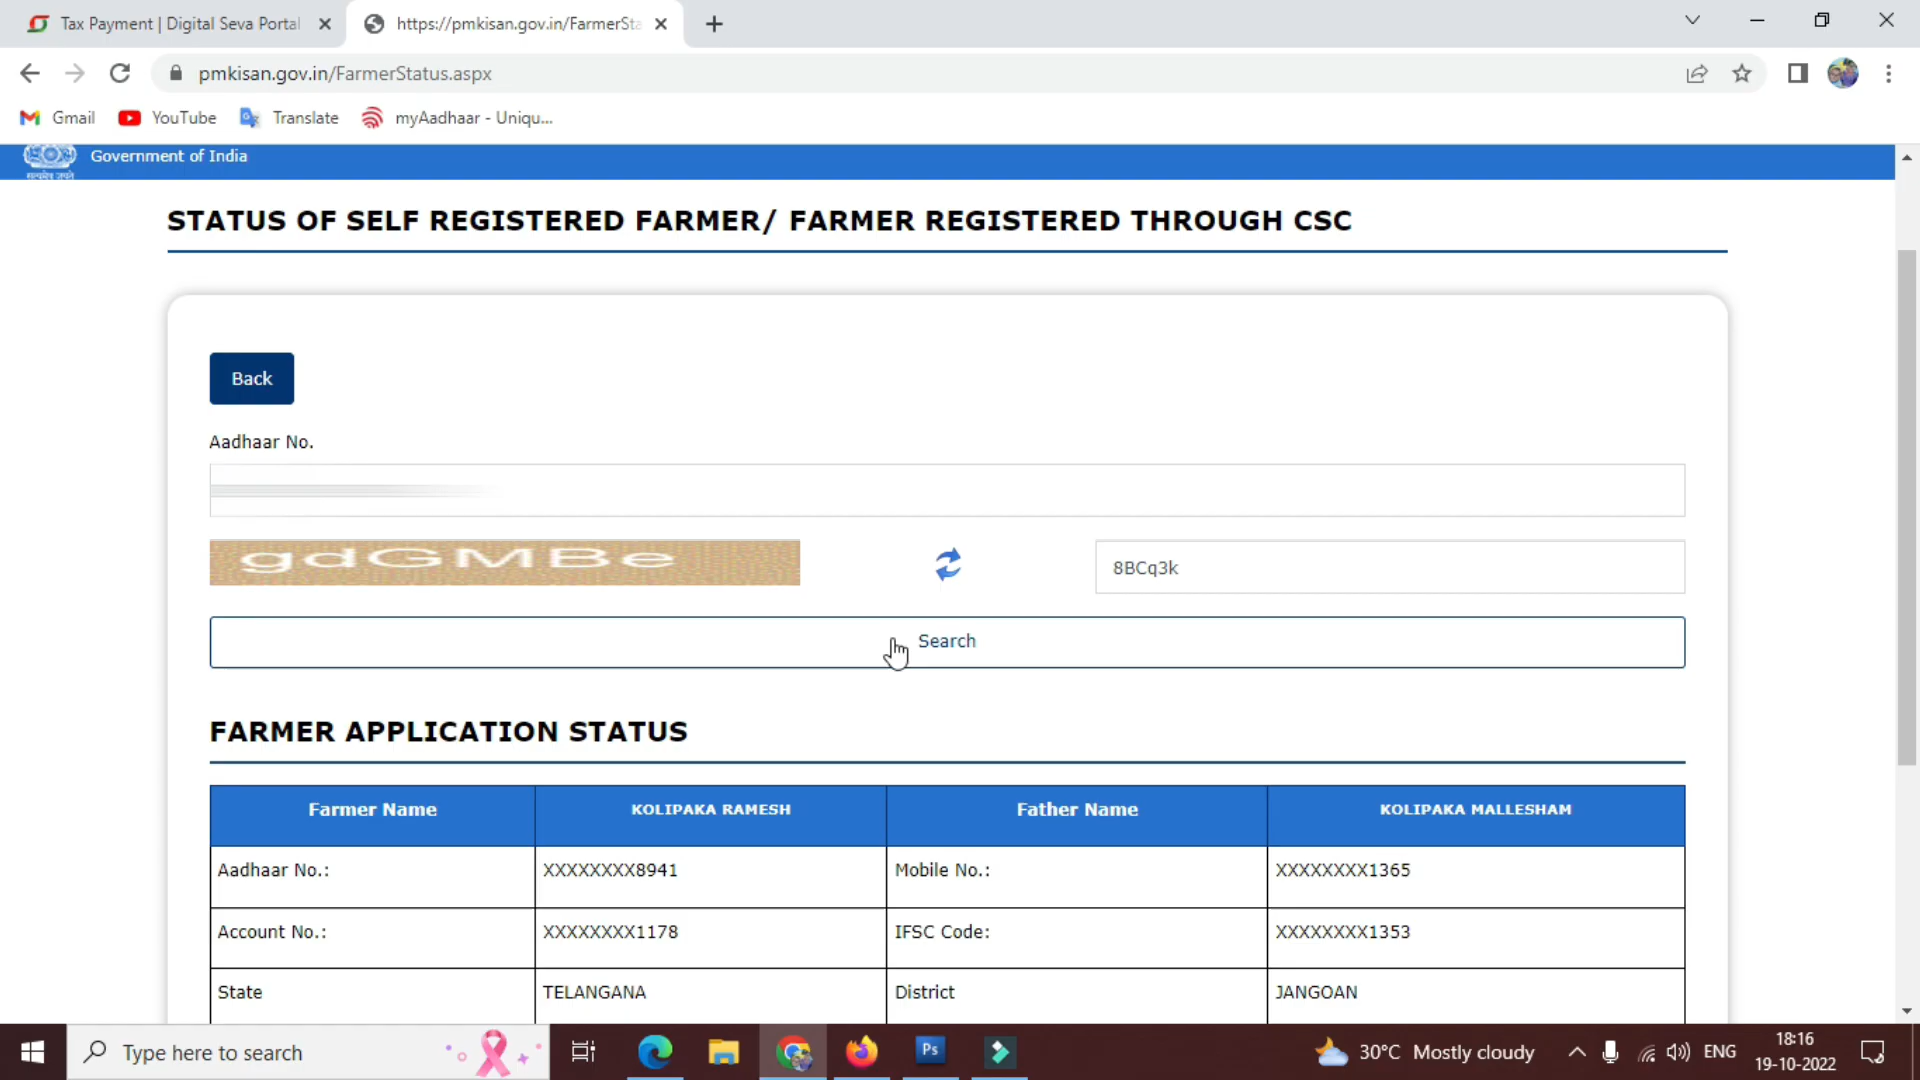 Tax Payment | Digital Seva Portal
https://pmkisan.gov.in/FarmerSta
pmkisan.gov.in/FarmerStatus.aspx
Gmail YouTube Translate myAadhaar - Uniqu...
Government of India
सत्यमेव जयते
STATUS OF SELF REGISTERED FARMER/ FARMER REGISTERED THROUGH CSC
Back
Aadhaar No.
gdGMBe 8BCq3k
Search
FARMER APPLICATION STATUS
Farmer Name KOLIPAKA RAMESH Father Name KOLIPAKA MALLESHAM
Aadhaar No.: XXXXXXXX8941 Mobile No.: XXXXXXXX1365
Account No.: XXXXXXXX1178 IFSC Code: XXXXXXXX1353
State TELANGANA District JANGOAN
Type here to search Ps 30°C Mostly cloudy ENG 18:16
19-10-2022